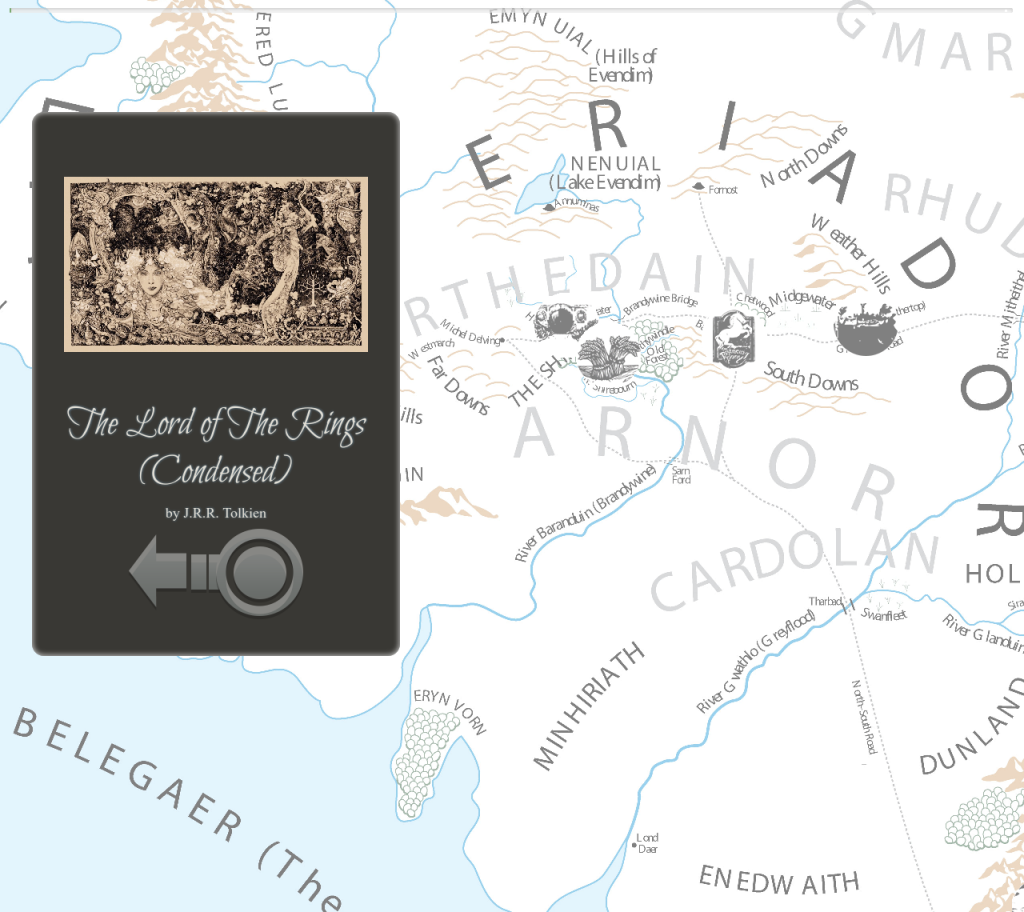 EMYN UIAL
(Hills of
Evendim)
G MAR
ERED LU
E R I A D O R
NENUIAL
(Lake Evendim)
Annuminas
Fornost
North Downs
RHUD
Weather Hills
RTHEDAIN
Brandywine Bridge
Chetwood
Midgewater
River Mitheithel
Michel Delving
Westmarch
Far Downs
THE SH
Old
Forest
South Downs
ARNOR
ills
IN
Sarn
Ford
River Baranduin (Brandywine)
CARDOLAN
HOL
Tharbad
Swanfleet
River Glanduin
River Gwathlo (Greyflood)
MINHIRIATH
North-South Road
DUNLAND
ERYN VORN
BELEGAER (The
Lond
Daer
ENEDWAITH
The Lord of The Rings
(Condensed)
by J.R.R. Tolkien